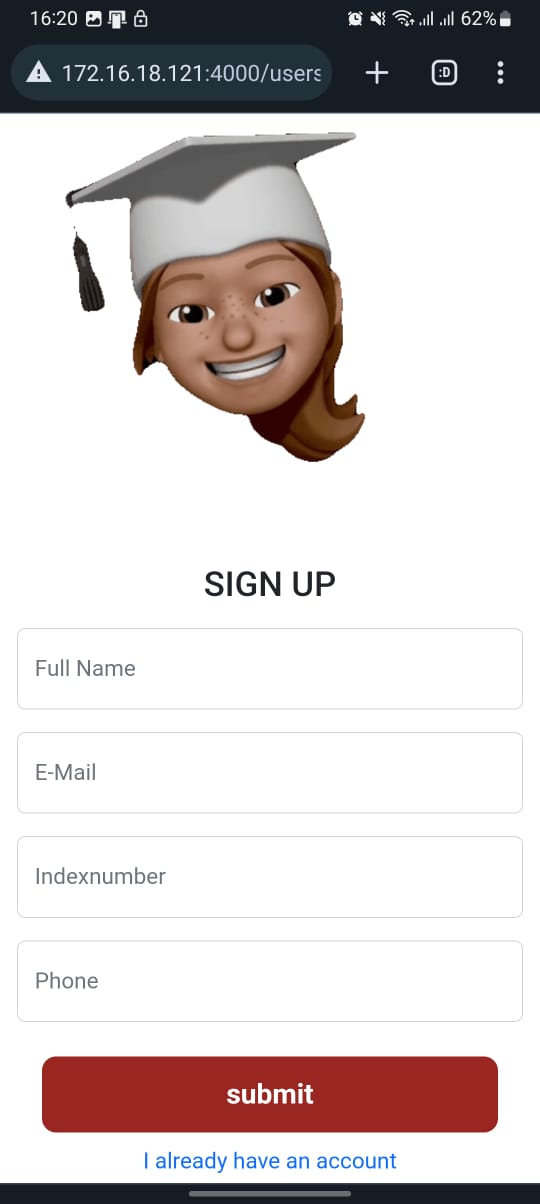 16:20 62%
172.16.18.121:4000/users :D
SIGN UP
Full Name
E-Mail
Indexnumber
Phone
submit
I already have an account